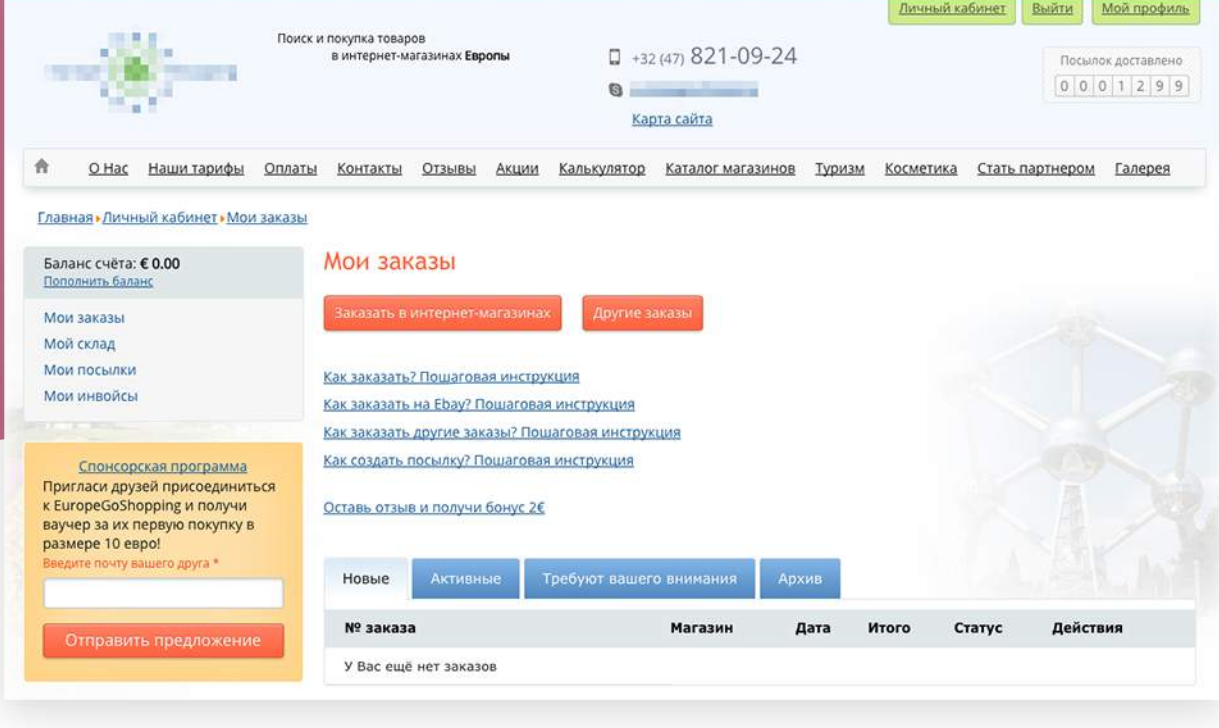 Личный кабинет Выйти Мой профиль
Поиск и покупка товаров
в интернет-магазинах Европы
+32 (47) 821-09-24
Карта сайта
Посылок доставлено
0 0 0 1 2 9 9
О Нас Наши тарифы Оплаты Контакты Отзывы Акции Калькулятор Каталог магазинов Туризм Косметика Стать партнером Галерея
Главная Личный кабинет Мои заказы
Баланс счёта: € 0.00
Пополнить баланс
Мои заказы
Мой склад
Мои посылки
Мои инвойсы
Спонсорская программа
Пригласи друзей присоединиться
к EuropeGoShopping и получи
ваучер за их первую покупку в
размере 10 евро!
Введите почту вашего друга *
Отправить предложение
Мои заказы
Заказать в интернет-магазинах Другие заказы
Как заказать? Пошаговая инструкция
Как заказать на Ebay? Пошаговая инструкция
Как заказать другие заказы? Пошаговая инструкция
Как создать посылку? Пошаговая инструкция
Оставь отзыв и получи бонус 2€
Новые Активные Требуют вашего внимания Архив
№ заказа Магазин Дата Итого Статус Действия
У Вас ещё нет заказов